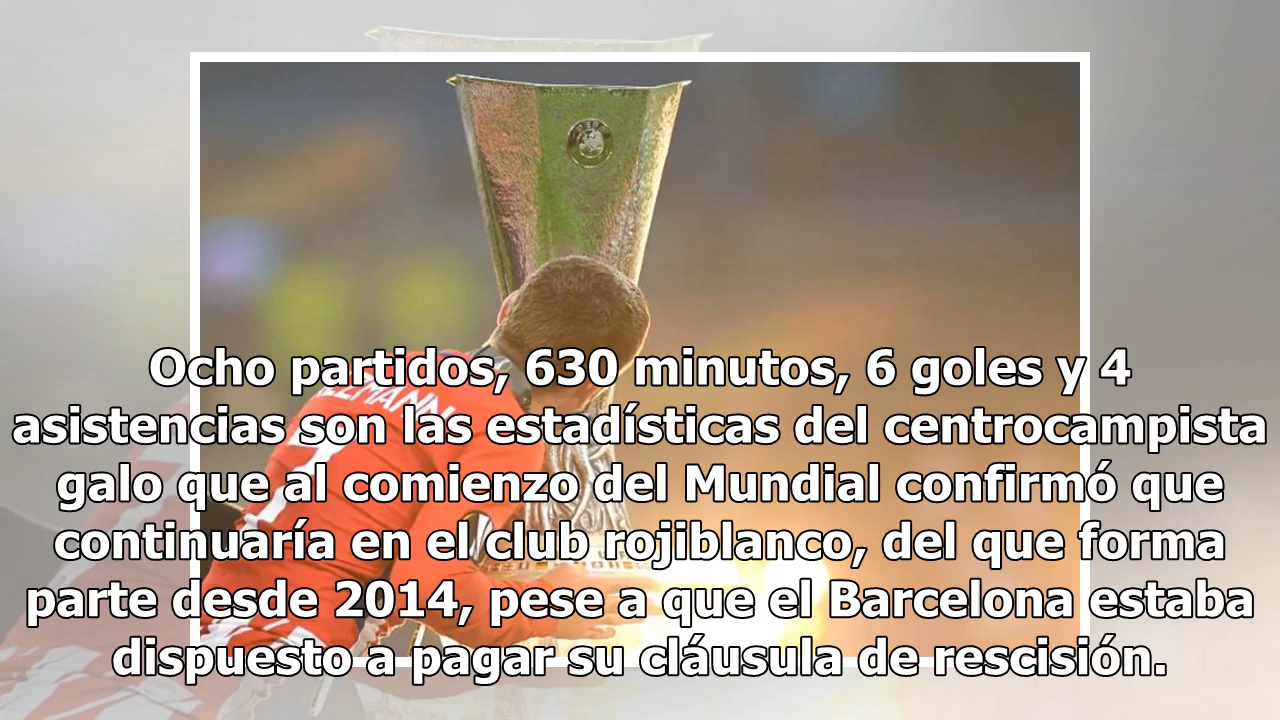 UEFA
Ocho partidos, 630 minutos, 6 goles y 4
asistencias son las estadísticas del centrocampista
galo que al comienzo del Mundial confirmó que
continuaría en el club rojiblanco, del que forma
parte desde 2014, pese a que el Barcelona estaba
dispuesto a pagar su cláusula de rescisión.
7